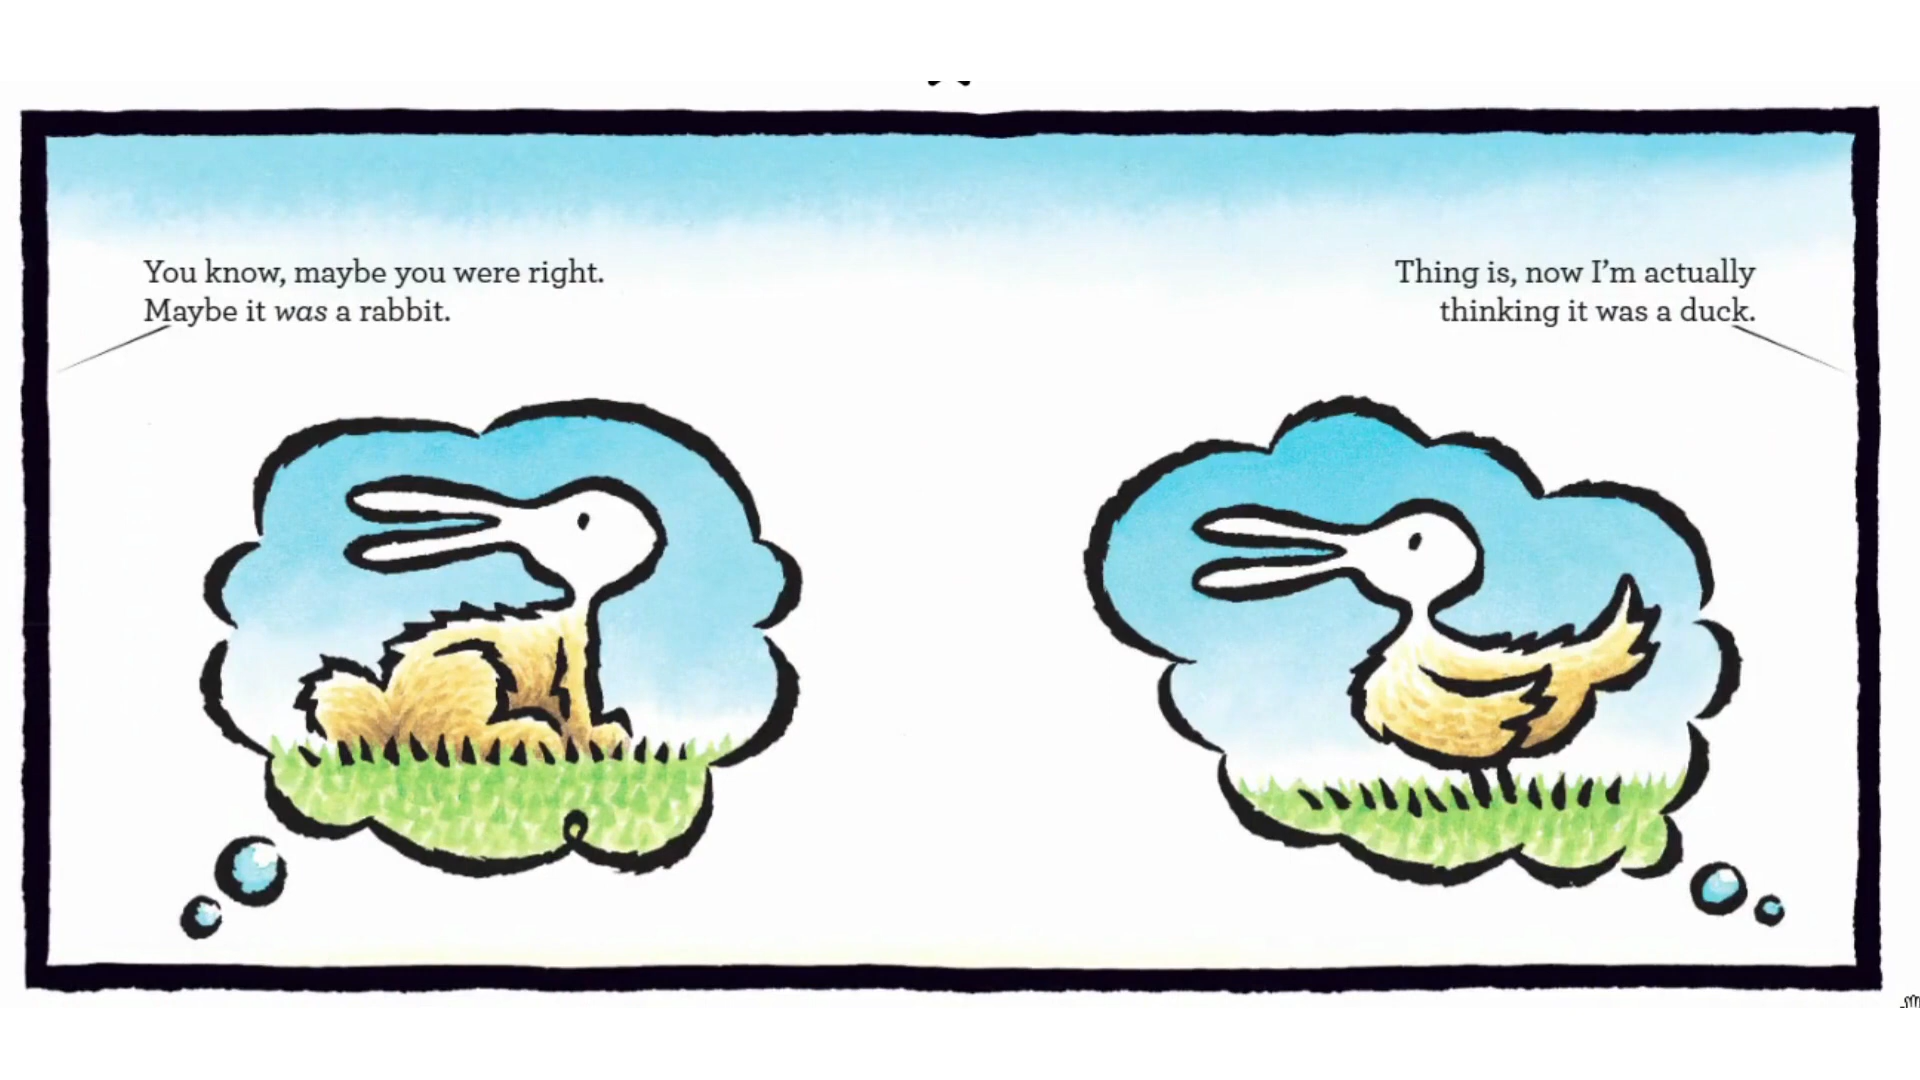 You know, maybe you were right.
Maybe it was a rabbit.
Thing is, now I'm actually
thinking it was a duck.